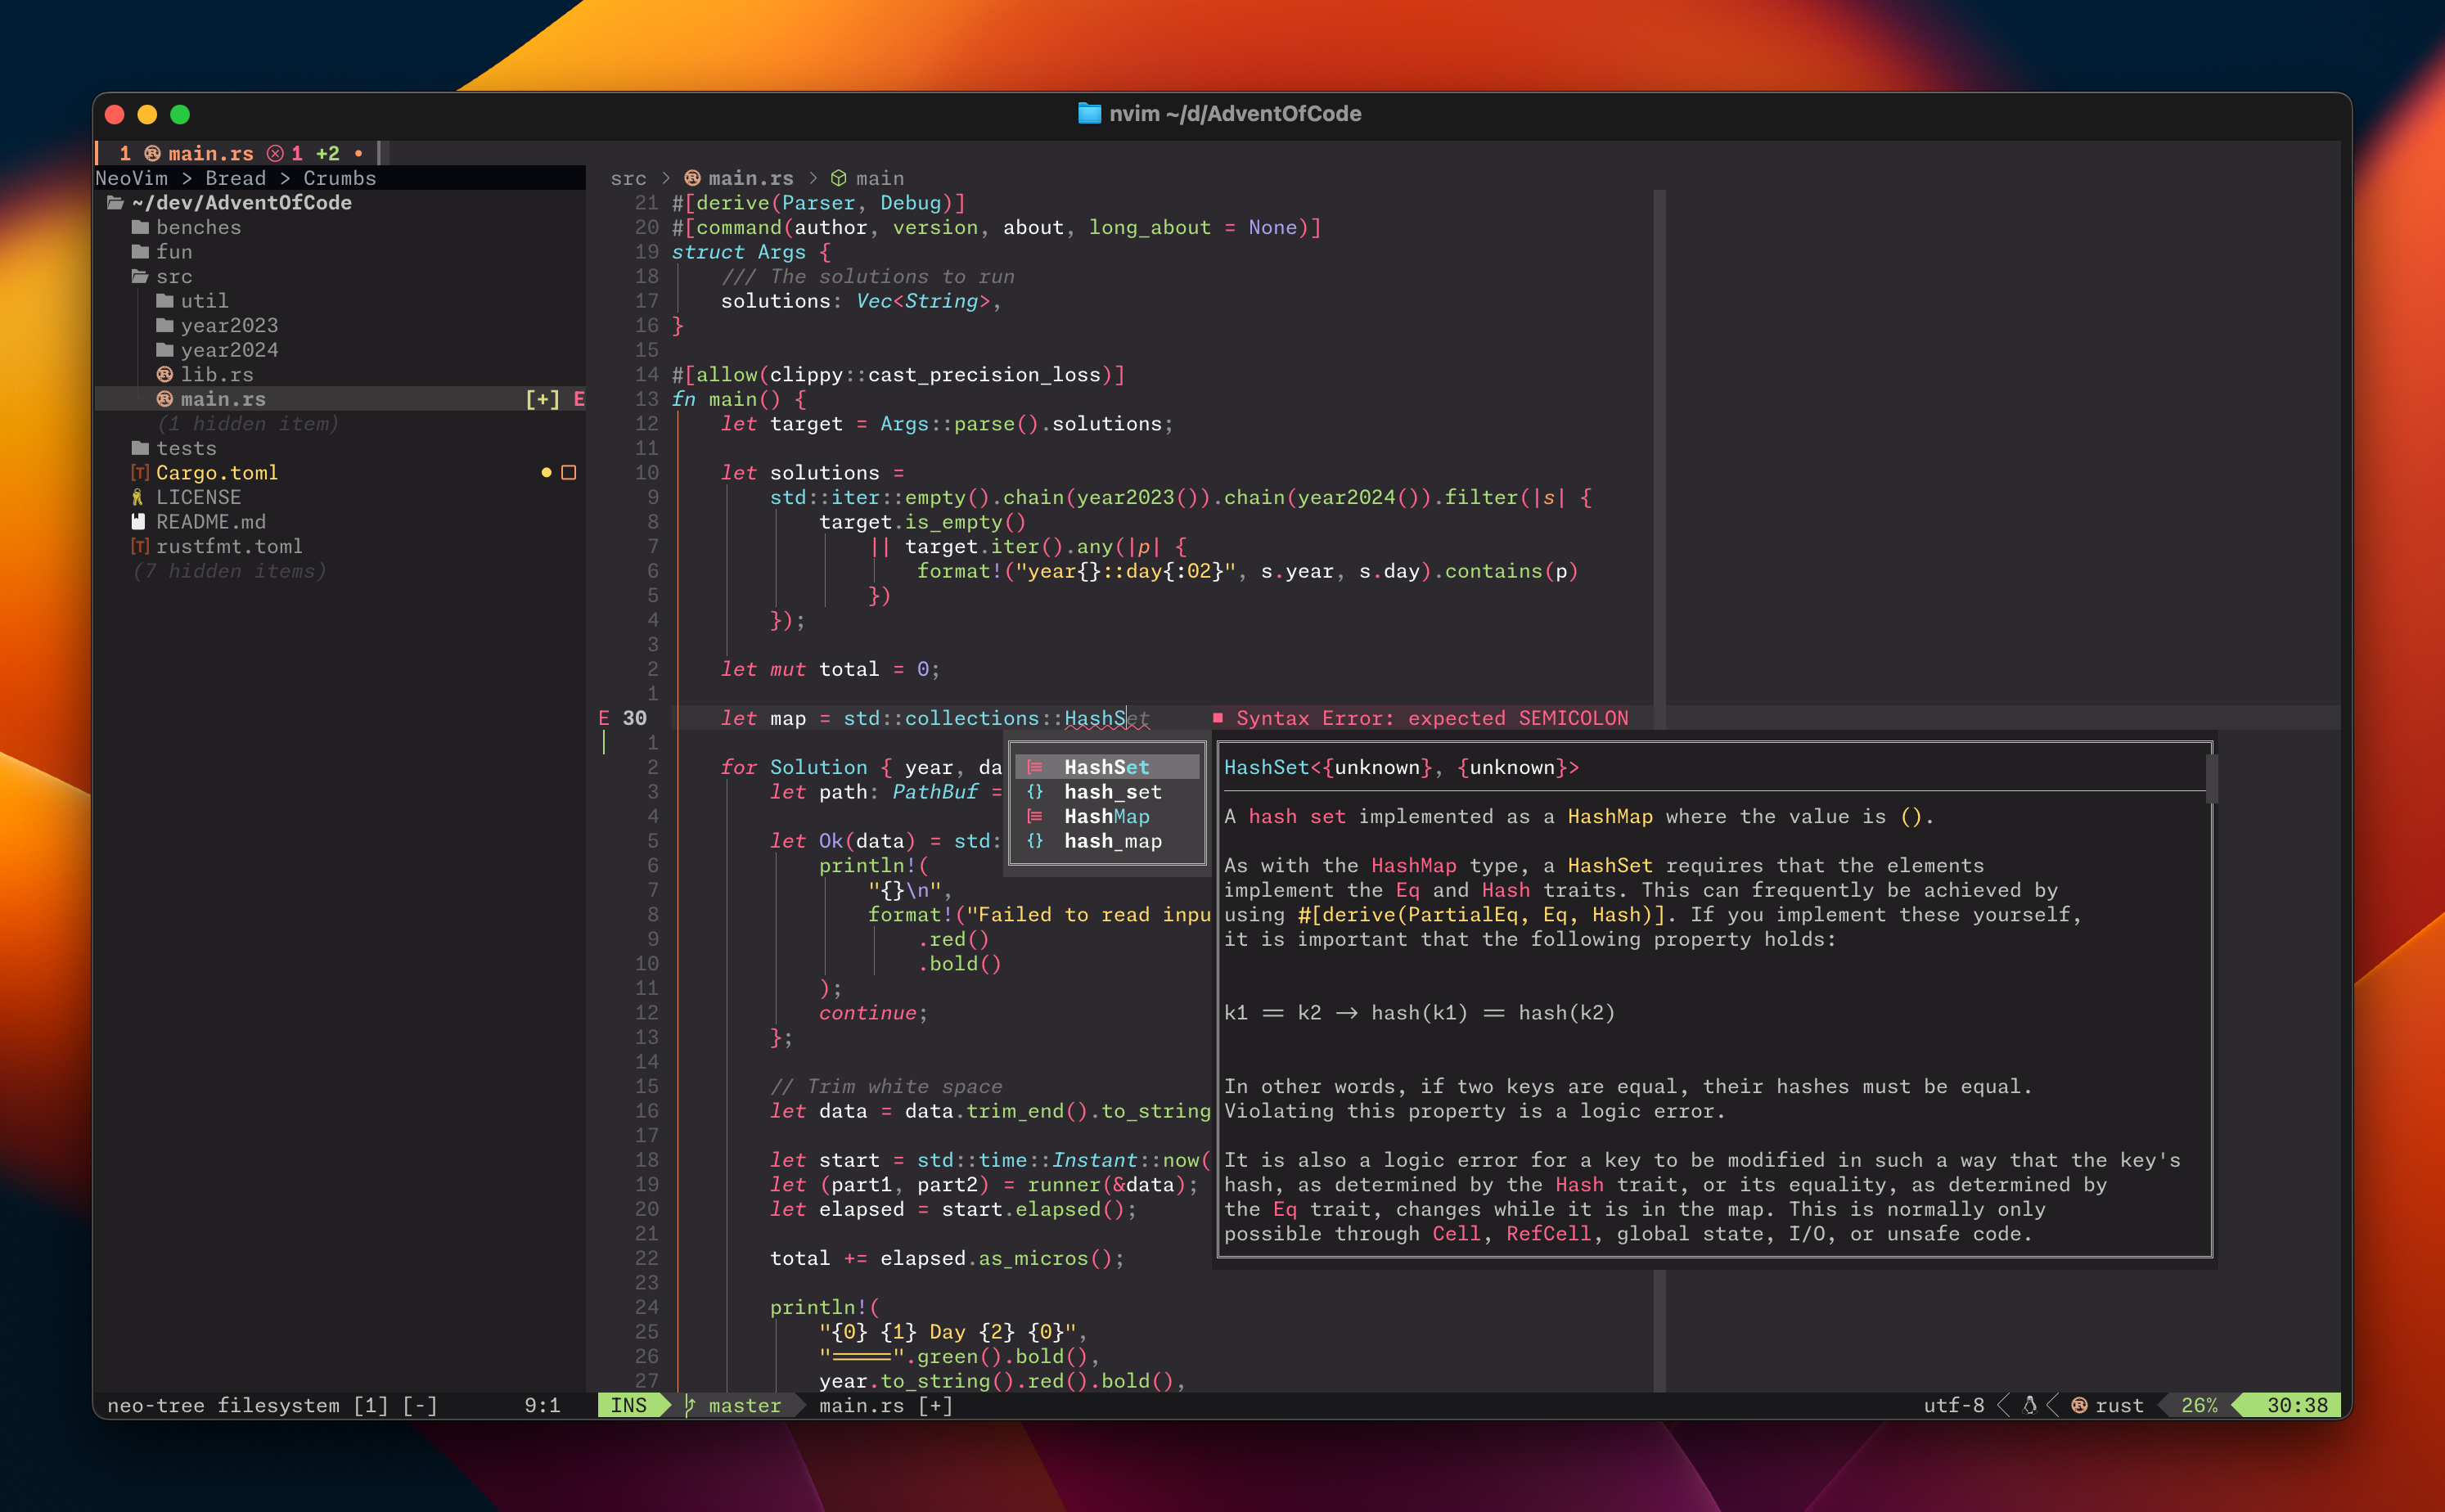 nvim ~/d/AdventOfCode
1 main.rs 1 +2 •
NeoVim > Bread > Crumbs
~/dev/AdventOfCode
benches
fun
src
util
year2023
year2024
lib.rs
main.rs [+] E
(1 hidden item)
tests
[T] Cargo.toml
LICENSE
README.md
[T] rustfmt.toml
(7 hidden items)
src > main.rs > main
21 #[derive(Parser, Debug)]
20 #[command(author, version, about, long_about = None)]
19 struct Args {
18 /// The solutions to run
17 solutions: Vec<String>,
16 }
15
14 #[allow(clippy::cast_precision_loss)]
13 fn main() {
12 let target = Args::parse().solutions;
11
10 let solutions =
9 std::iter::empty().chain(year2023()).chain(year2024()).filter(|s| {
8 target.is_empty()
7 || target.iter().any(|p| {
6 format!("year{}::day{:02}", s.year, s.day).contains(p)
5 })
4 });
3
2 let mut total = 0;
1
E 30 let map = std::collections::HashSet ■ Syntax Error: expected SEMICOLON
1
2 for Solution { year, da
3 let path: PathBuf =
4
5 let Ok(data) = std:
6 println!(
7 "{}\n",
8 format!("Failed to read inpu
9 .red()
10 .bold()
11 );
12 continue;
13 };
14
15 // Trim white space
16 let data = data.trim_end().to_string
17
18 let start = std::time::Instant::now(
19 let (part1, part2) = runner(&data);
20 let elapsed = start.elapsed();
21
22 total += elapsed.as_micros();
23
24 println!(
25 "{0} {1} Day {2} {0}",
26 "=====".green().bold(),
27 year.to_string().red().bold(),
HashSet
{} hash_set
HashMap
{} hash_map
HashSet<{unknown}, {unknown}>
A hash set implemented as a HashMap where the value is ().
As with the HashMap type, a HashSet requires that the elements
implement the Eq and Hash traits. This can frequently be achieved by
using #[derive(PartialEq, Eq, Hash)]. If you implement these yourself,
it is important that the following property holds:
k1 == k2 -> hash(k1) == hash(k2)
In other words, if two keys are equal, their hashes must be equal.
Violating this property is a logic error.
It is also a logic error for a key to be modified in such a way that the key's
hash, as determined by the Hash trait, or its equality, as determined by
the Eq trait, changes while it is in the map. This is normally only
possible through Cell, RefCell, global state, I/O, or unsafe code.
neo-tree filesystem [1] [-] 9:1
INS master main.rs [+] utf-8 rust 26% 30:38